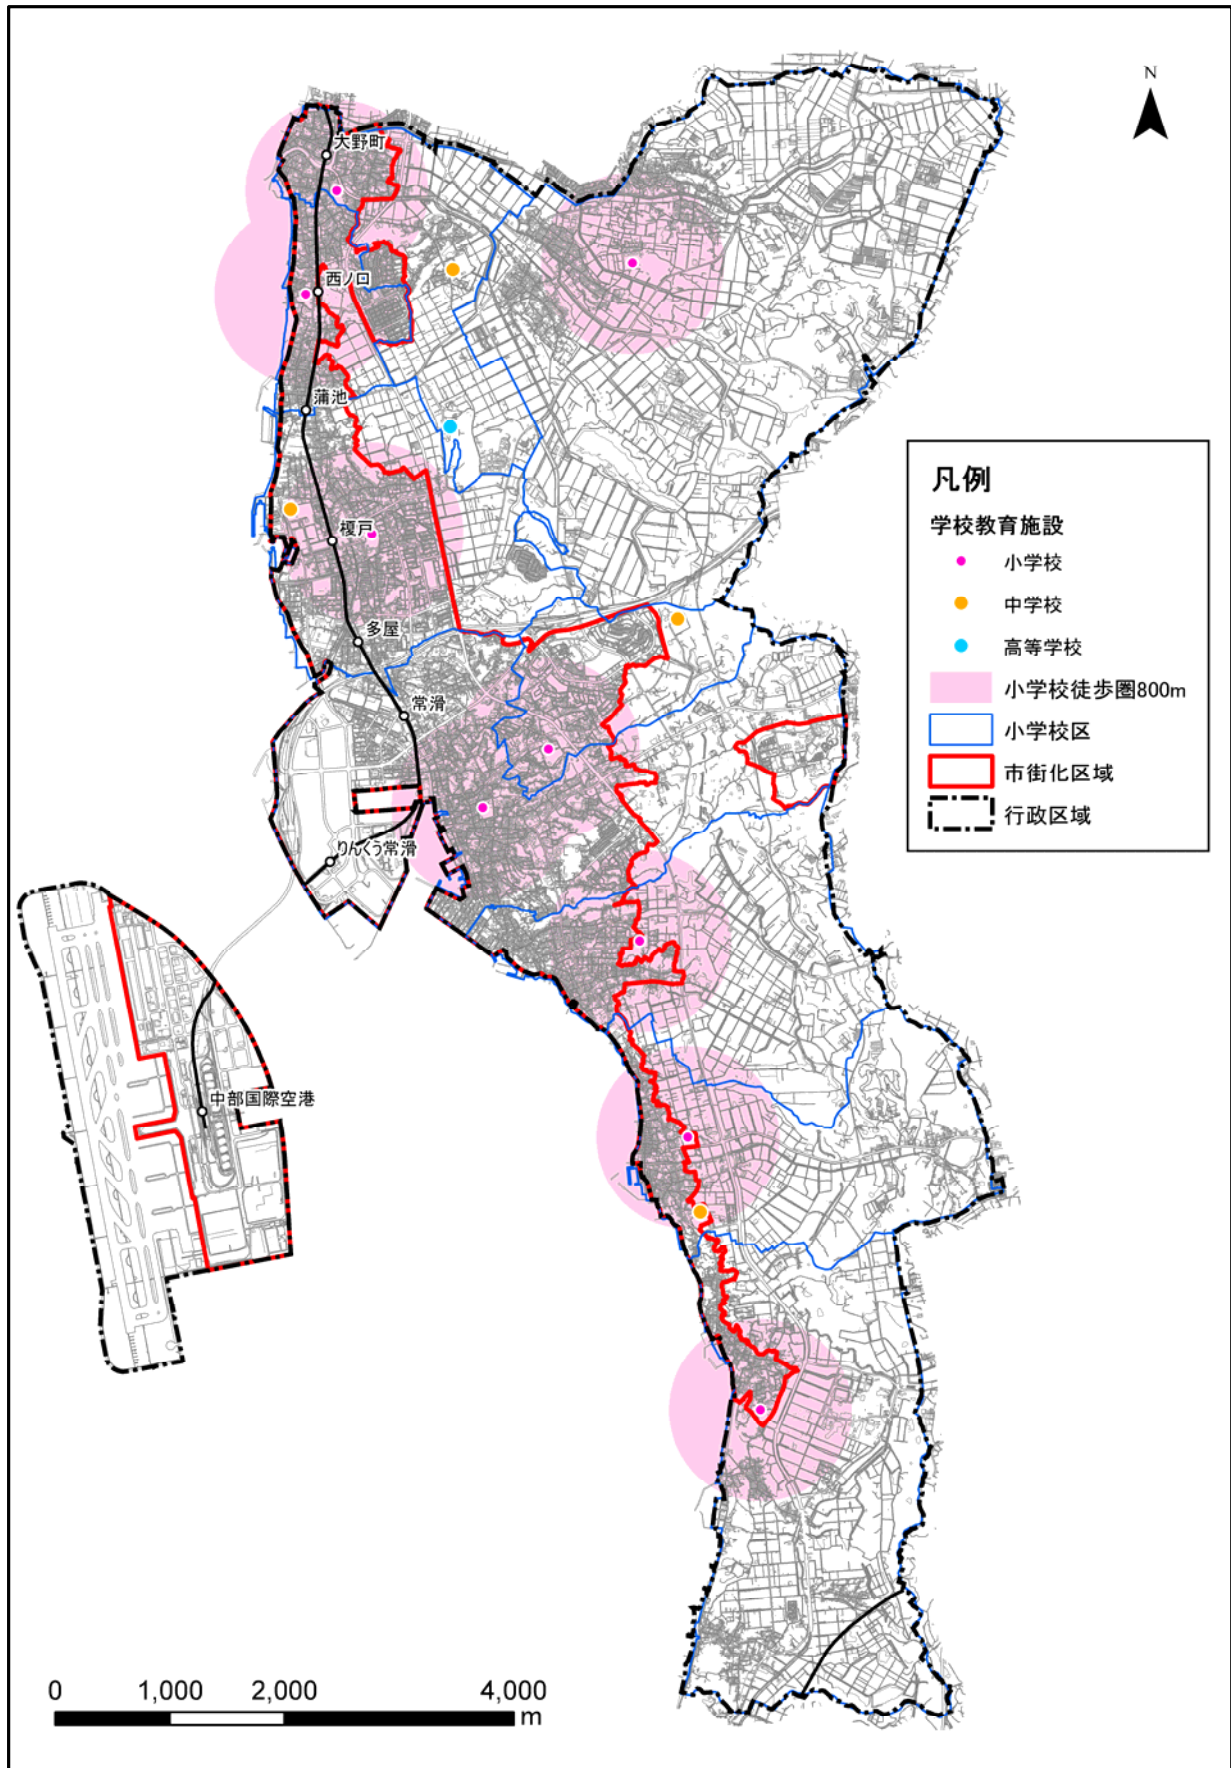 N
大野町
西ノ口
蒲池
榎戸
多屋
常滑
りんくう常滑
中部国際空港
凡例
学校教育施設
小学校
中学校
高等学校
小学校徒歩圏800m
小学校区
市街化区域
行政区域
0 1,000 2,000 4,000
m